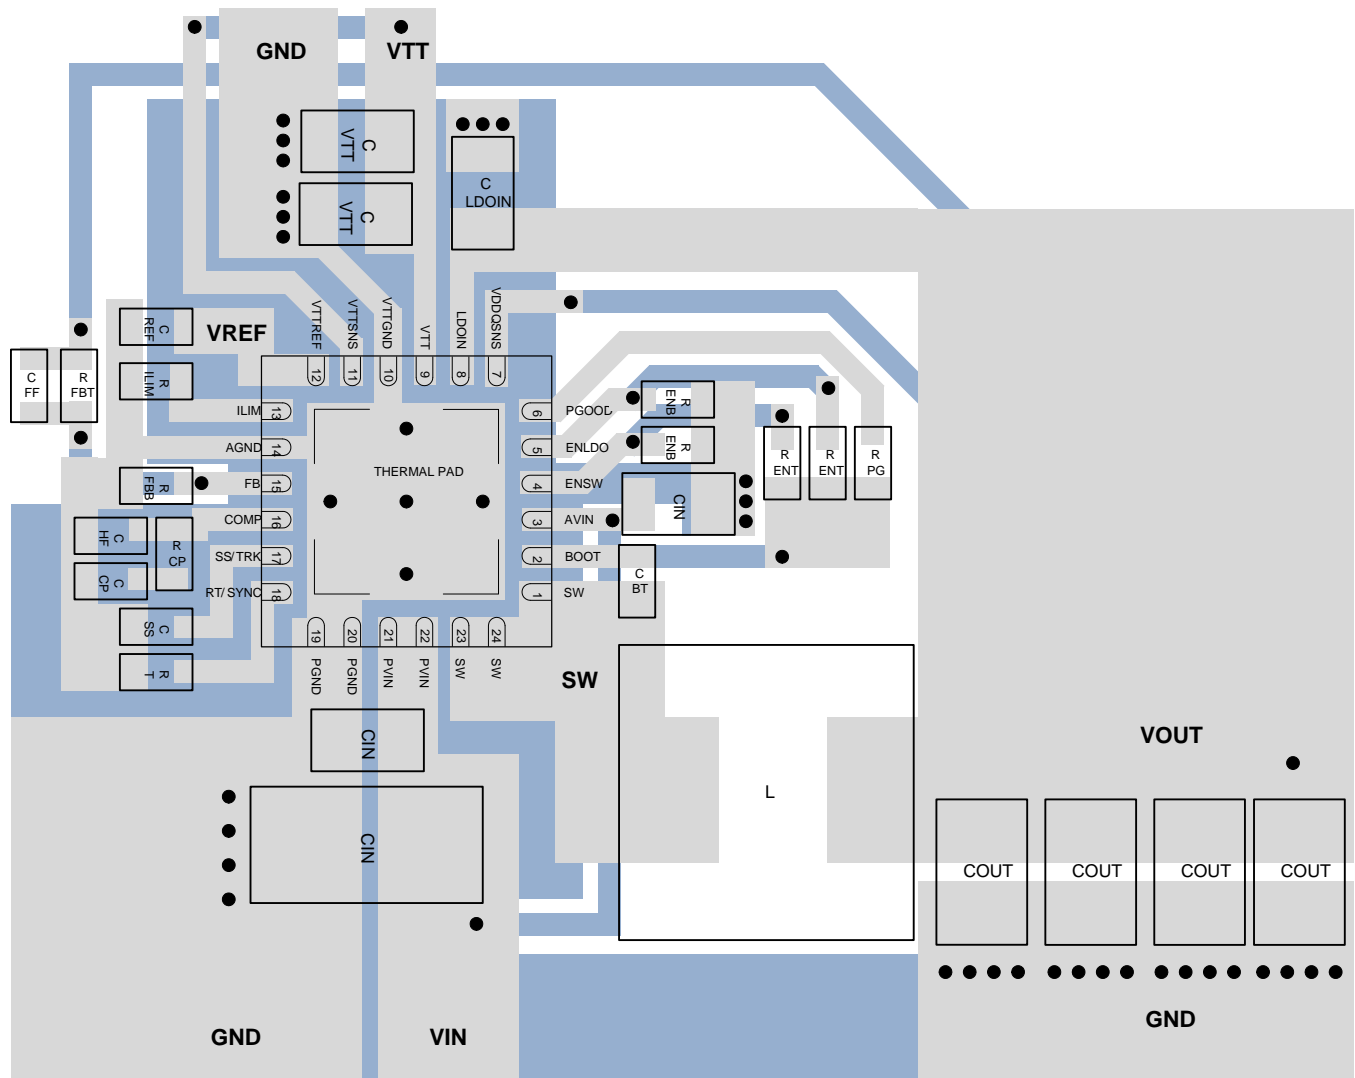 GND
VTT
C
VTT
C
VTT
C
LDOIN
C
REF
VREF
R
ILIM
C
FF
R
FBT
VTTREF
VTTSNS
VTTGND
VTT
LDOIN
VDDQSNS
12
11
10
9
8
7
ILIM
13
AGND
14
FB
15
COMP
16
SS/TRK
17
RT/SYNC
18
THERMAL PAD
6
PGOOD
5
ENLDO
4
ENSW
3
AVIN
2
BOOT
1
SW
R
ENB
R
ENB
R
ENT
R
ENT
R
PG
CIN
C
BT
R
FBB
C
HF
R
CP
C
CP
C
SS
R
T
19
20
21
22
23
24
PGND
PGND
PVIN
PVIN
SW
SW
SW
CIN
CIN
L
VOUT
COUT
COUT
COUT
COUT
GND
VIN
GND